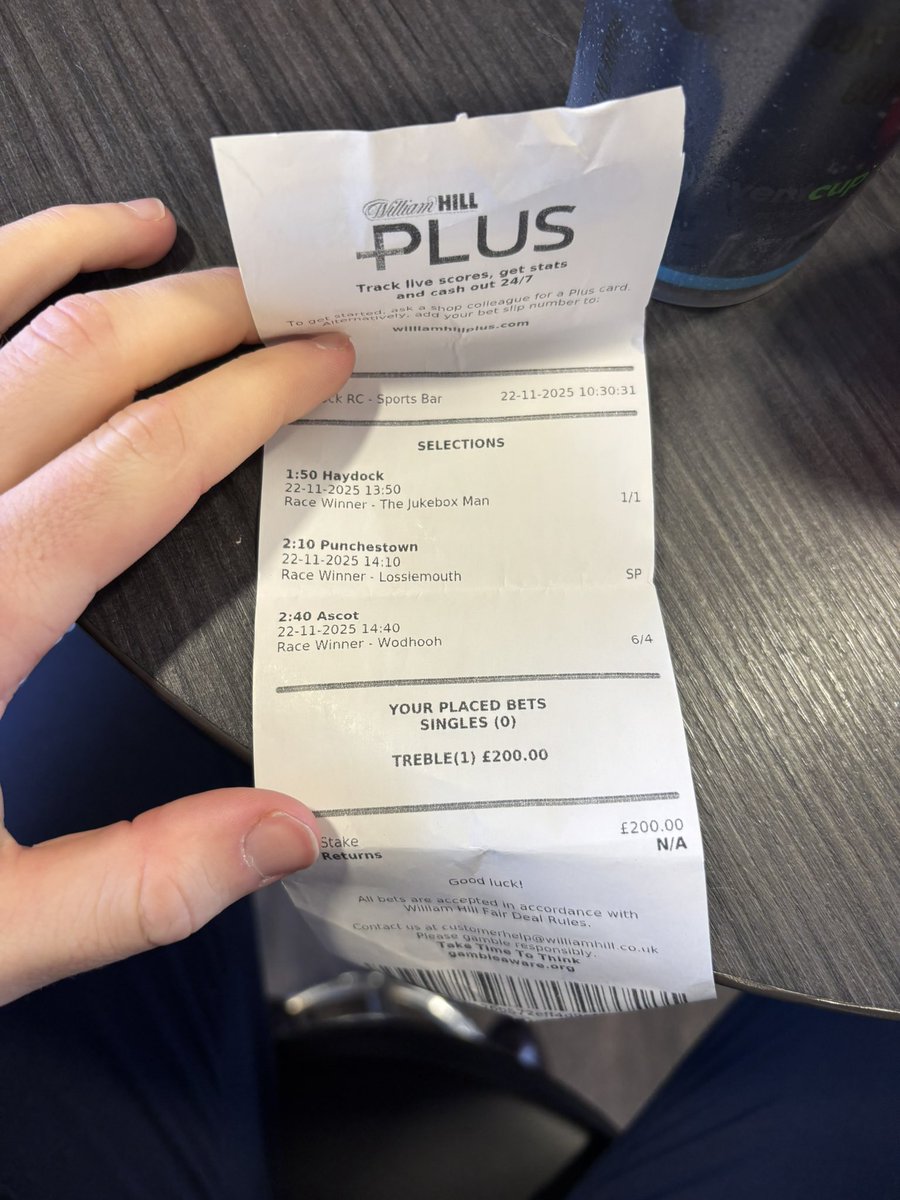 William HILL
PLUS
Track live scores, get stats
and cash out 24/7
To get started, ask a shop colleague for a Plus card.
Alternatively, add your bet slip number to:
williamhillplus.com
ck RC - Sports Bar 22-11-2025 10:30:31
SELECTIONS
1:50 Haydock
22-11-2025 13:50
Race Winner - The Jukebox Man 1/1
2:10 Punchestown
22-11-2025 14:10
Race Winner - Lossiemouth SP
2:40 Ascot
22-11-2025 14:40
Race Winner - Wodhooh 6/4
YOUR PLACED BETS
SINGLES (0)
TREBLE(1) £200.00
Stake £200.00
Returns N/A
Good luck!
All bets are accepted in accordance with
William Hill Fair Deal Rules.
Contact us at customerhelp@williamhill.co.uk
Please gamble responsibly.
Take Time To Think
gambleaware.org
cup